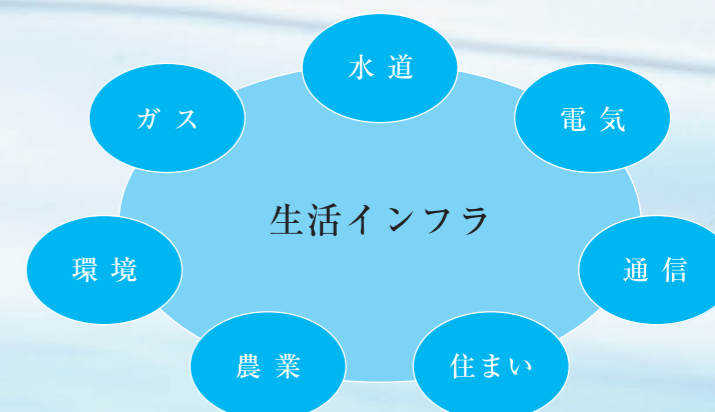 水道
ガス
電気
生活インフラ
環境
通信
農業
住まい